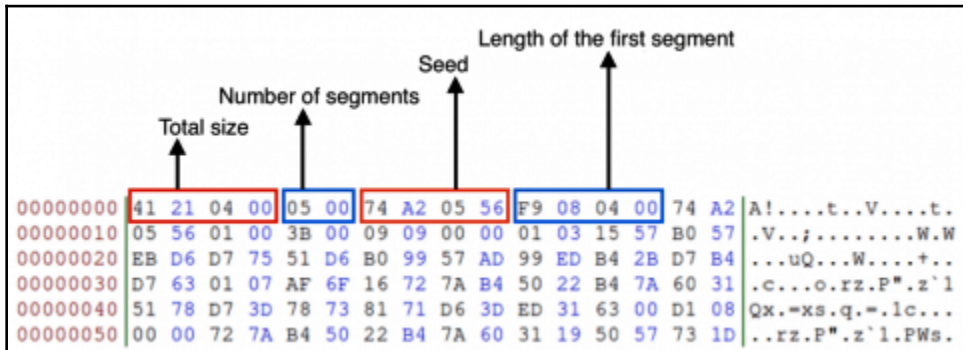 Length of the first segment
Seed
Number of segments
Total size
00000000 41 21 04 00 05 00 74 A2 05 56 F9 08 04 00 74 A2 A!....t..V....t.
00000010 05 56 01 00 3B 00 09 09 00 00 01 03 15 57 B0 57 .V..;........W.W
00000020 EB D6 D7 75 51 D6 B0 99 57 AD 99 ED B4 2B D7 B4 ...uQ...W....+..
00000030 D7 63 01 07 AF 6F 16 72 7A B4 50 22 B4 7A 60 31 .c...o.rz.P".z`1
00000040 51 78 D7 3D 78 73 81 71 D6 3D ED 31 63 00 D1 08 Qx.=xs.q.=.1c...
00000050 00 00 72 7A B4 50 22 B4 7A 60 31 19 50 57 73 1D ..rz.P".z`1.PWs.